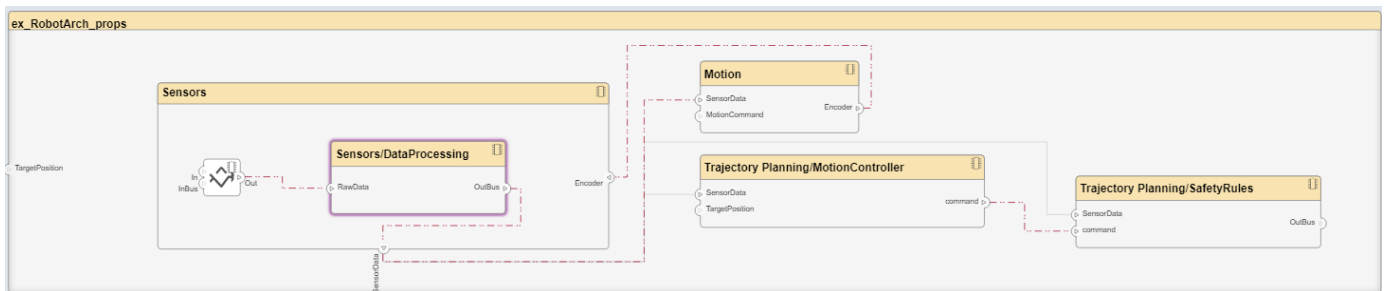 ex_RobotArch_props
TargetPosition
Sensors
In
InBus
Out
Sensors/DataProcessing
RawData
OutBus
Encoder
SensorData
Motion
SensorData
MotionCommand
Encoder
Trajectory Planning/MotionController
SensorData
TargetPosition
command
Trajectory Planning/SafetyRules
SensorData
command
OutBus